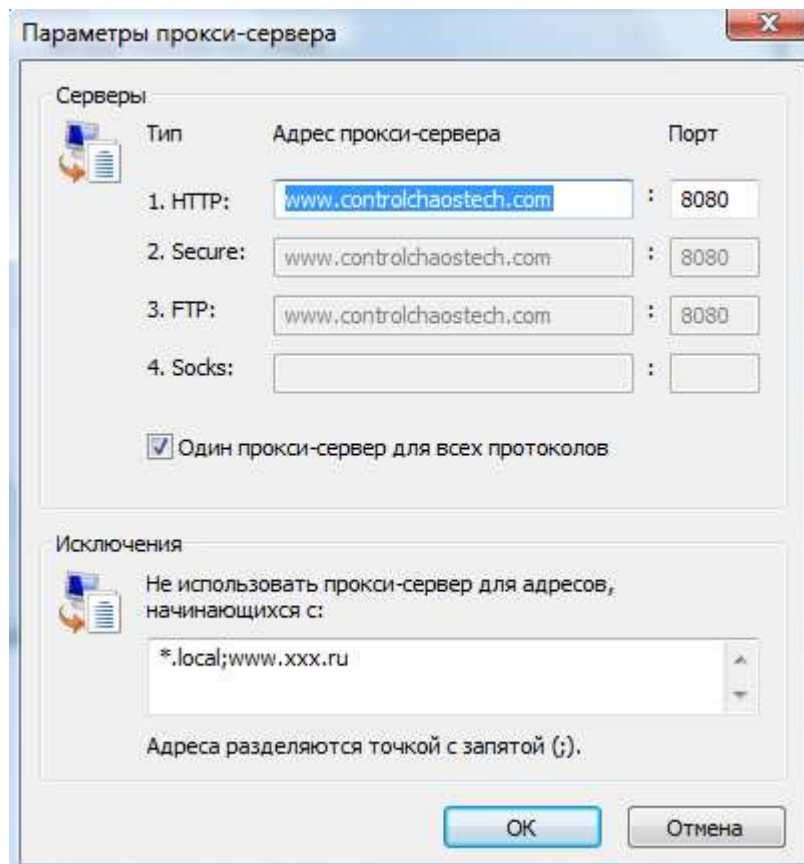 Параметры прокси-сервера
Серверы
Тип Адрес прокси-сервера Порт
1. HTTP: www.controlchaostech.com : 8080
2. Secure: www.controlchaostech.com : 8080
3. FTP: www.controlchaostech.com : 8080
4. Socks: :
Один прокси-сервер для всех протоколов
Исключения
Не использовать прокси-сервер для адресов,
начинающихся с:
*.local;www.xxx.ru
Адреса разделяются точкой с запятой (;).
ОК Отмена